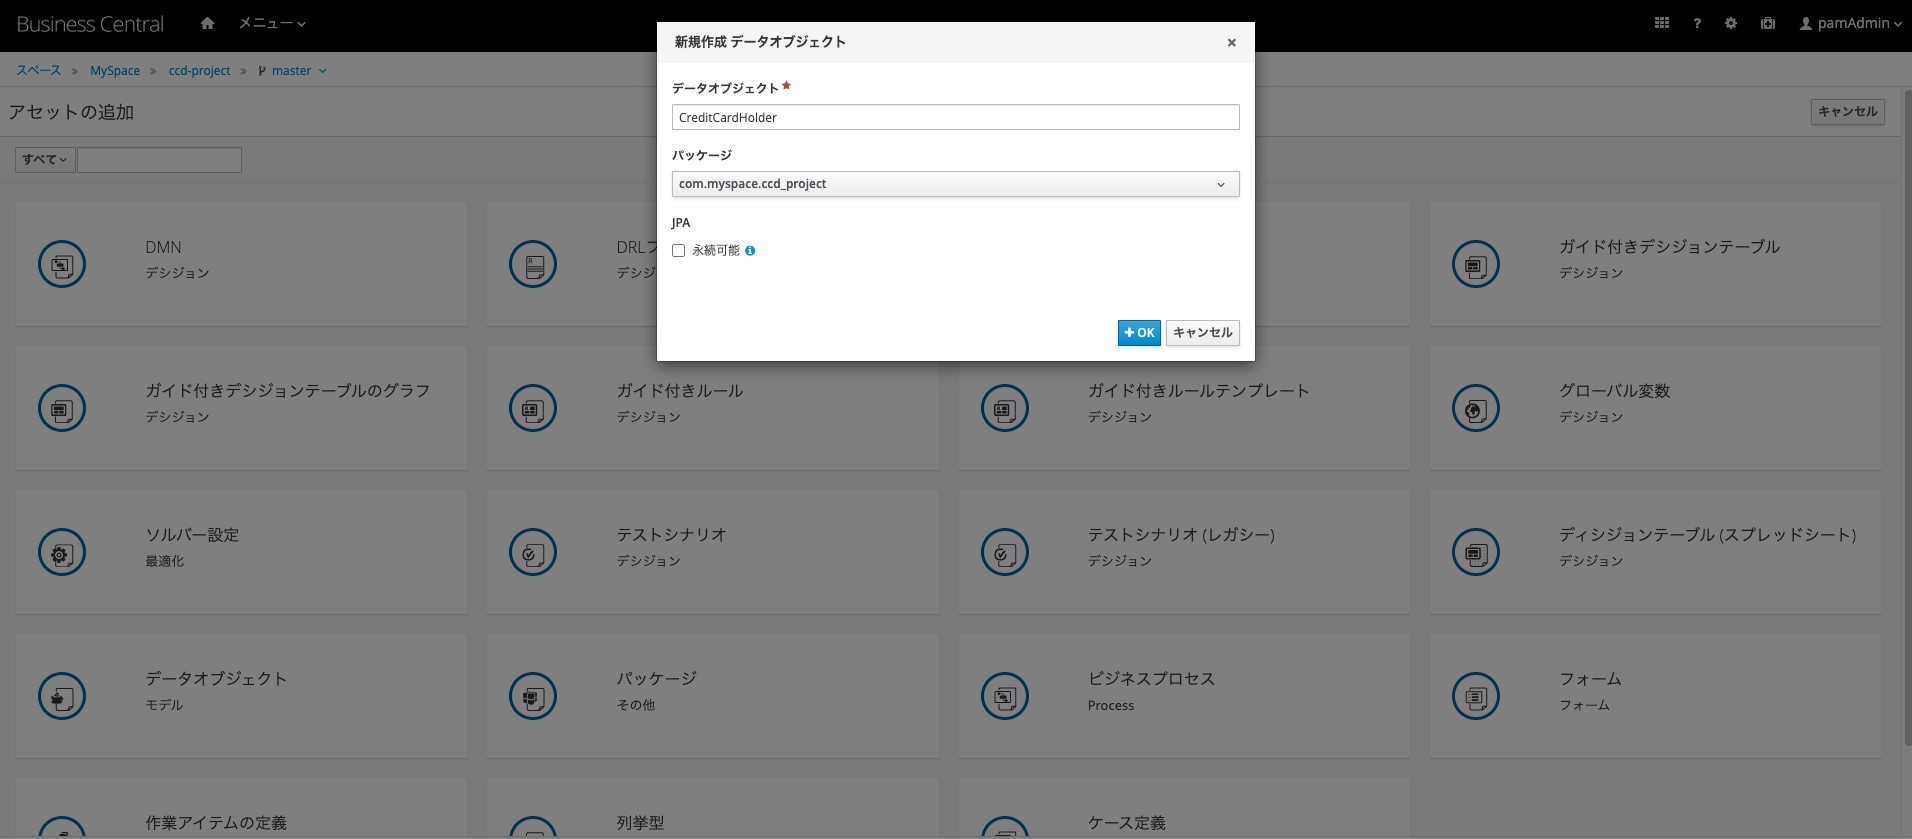 Business Central
メニュー
?
pamAdmin
スペース » MySpace » ccd-project » master
アセットの追加
キャンセル
すべて
新規作成 データオブジェクト
×
データオブジェクト
CreditCardHolder
パッケージ
com.myspace.ccd_project
JPA
永続可能
+ OK
キャンセル
DMN
デシジョン
DRL
デシジ
ガイド付きデシジョンテーブル
デシジョン
ガイド付きデシジョンテーブルのグラフ
デシジョン
ガイド付きルール
デシジョン
ガイド付きルールテンプレート
デシジョン
グローバル変数
デシジョン
ソルバー設定
最適化
テストシナリオ
デシジョン
テストシナリオ (レガシー)
デシジョン
ディシジョンテーブル (スプレッドシート)
デシジョン
データオブジェクト
モデル
パッケージ
その他
ビジネスプロセス
Process
フォーム
フォーム
作業アイテムの定義
列挙型
ケース定義